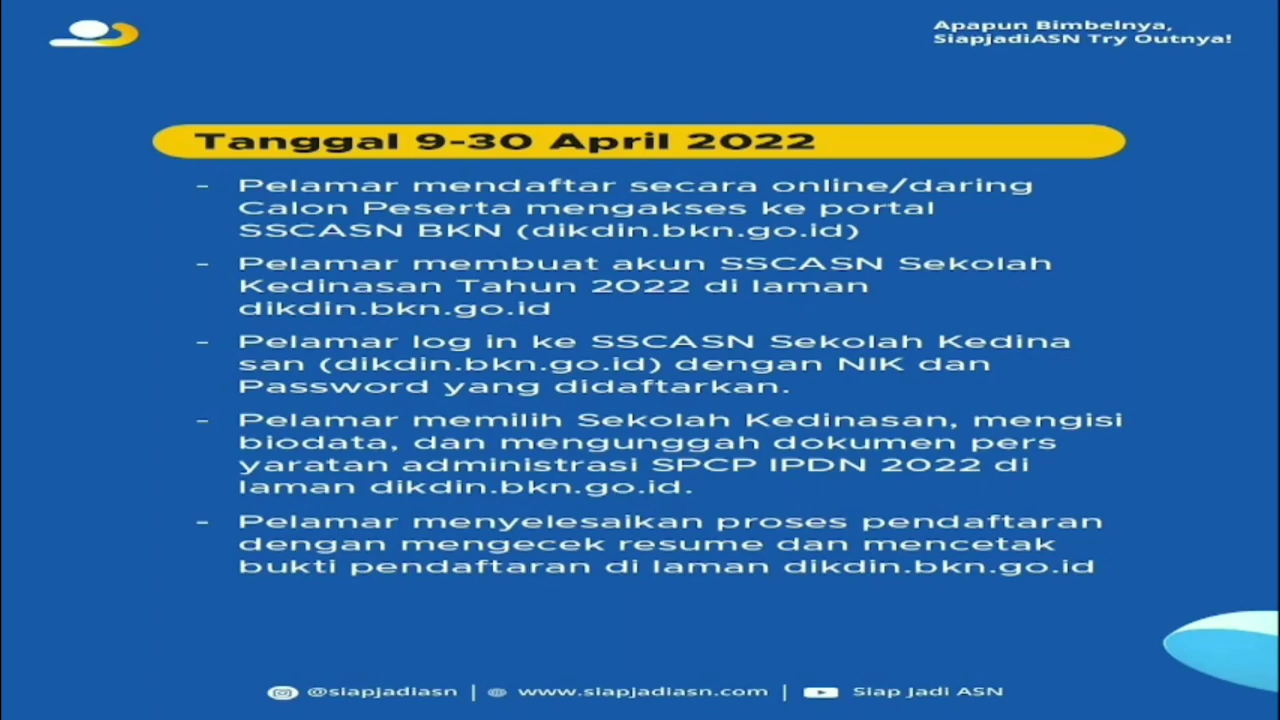 Apapun Bimbelnya,
SiapjadiASN Try Outnya!
Tanggal 9-30 April 2022
- Pelamar mendaftar secara online/daring
Calon Peserta mengakses ke portal
SSCASN BKN (dikdin.bkn.go.id)
- Pelamar membuat akun SSCASN Sekolah
Kedinasan Tahun 2022 di laman
dikdin.bkn.go.id
- Pelamar log in ke SSCASN Sekolah Kedina
san (dikdin.bkn.go.id) dengan NIK dan
Password yang didaftarkan.
- Pelamar memilih Sekolah Kedinasan, mengisi
biodata, dan mengunggah dokumen pers
yaratan administrasi SPCP IPDN 2022 di
laman dikdin.bkn.go.id.
- Pelamar menyelesaikan proses pendaftaran
dengan mengecek resume dan mencetak
bukti pendaftaran di laman dikdin.bkn.go.id
@siapjadiasn | www.siapjadiasn.com | Siap Jadi ASN